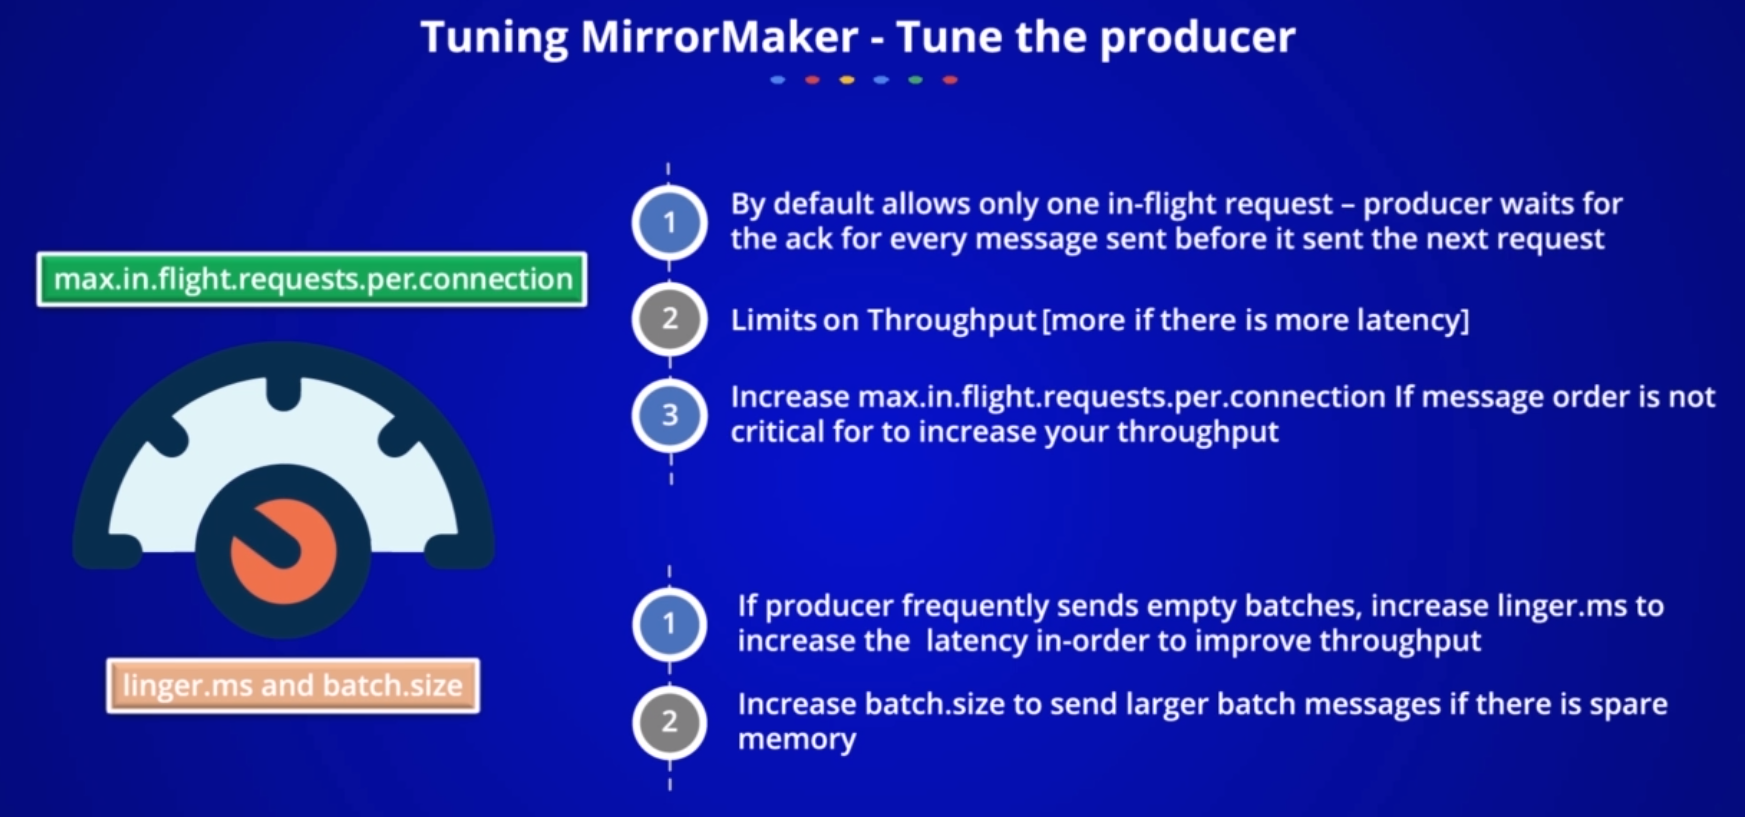 Tuning MirrorMaker - Tune the producer
max.in.flight.requests.per.connection
1
By default allows only one in-flight request – producer waits for
the ack for every message sent before it sent the next request
2
Limits on Throughput [more if there is more latency]
3
Increase max.in.flight.requests.per.connection If message order is not
critical for to increase your throughput
linger.ms and batch.size
1
If producer frequently sends empty batches, increase linger.ms to
increase the latency in-order to improve throughput
2
Increase batch.size to send larger batch messages if there is spare
memory